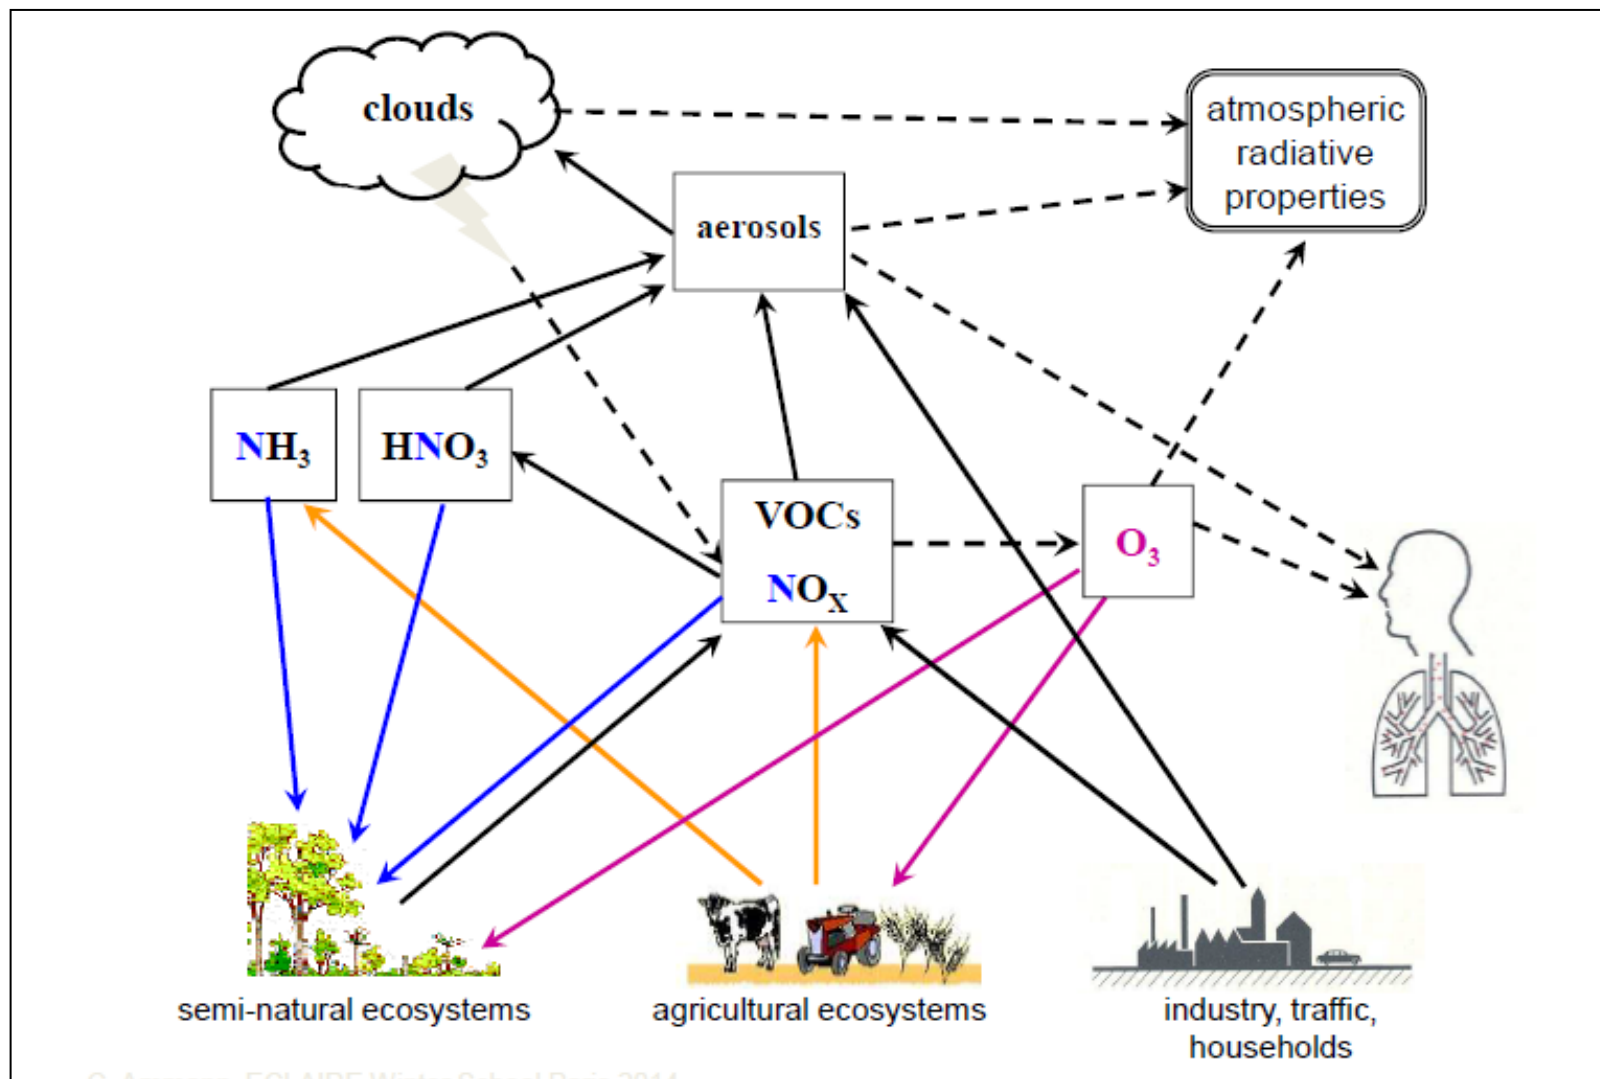 clouds
atmospheric
radiative
properties
aerosols
NH₃
HNO₃
VOCs
NOₓ
O₃
semi-natural ecosystems
agricultural ecosystems
industry, traffic,
households